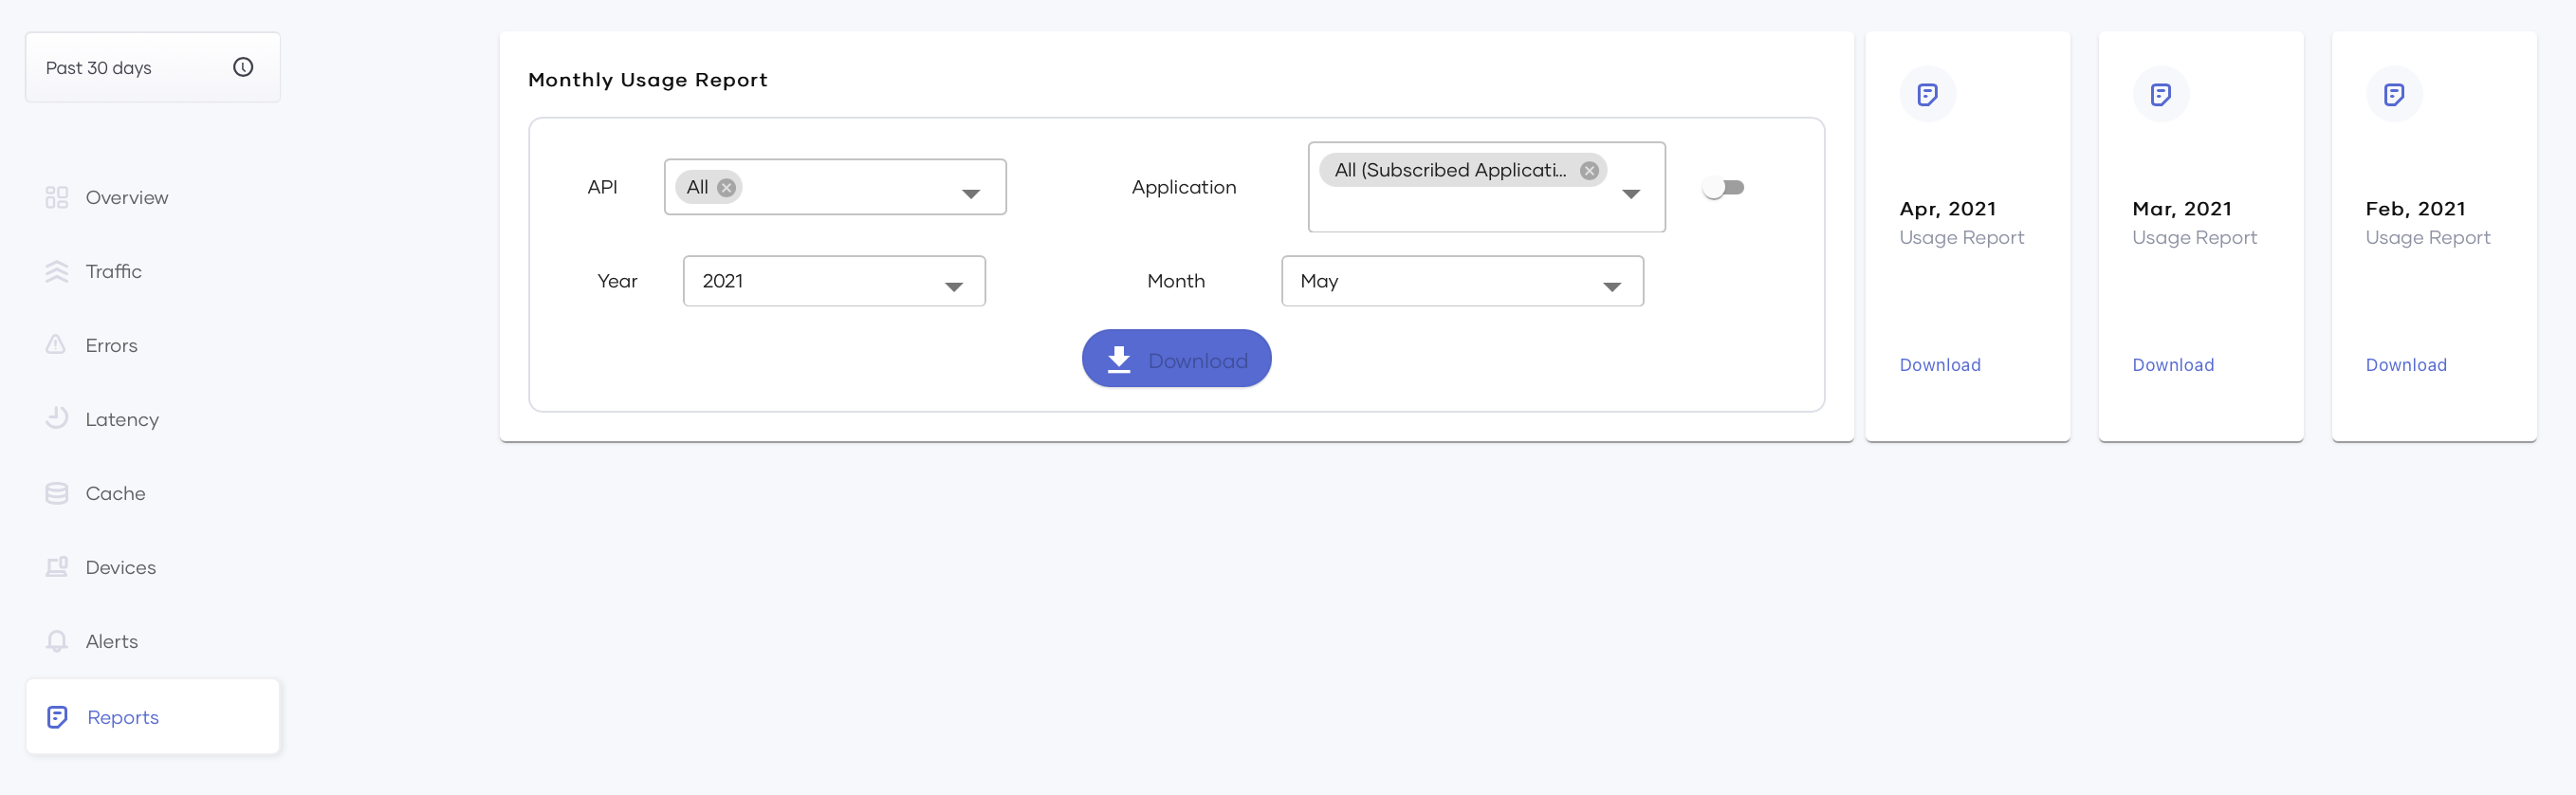 Past 30 days
Overview
Traffic
Errors
Latency
Cache
Devices
Alerts
Reports
Monthly Usage Report
API
All
Application
All (Subscribed Applicati...
Year
2021
Month
May
Download
Apr, 2021
Usage Report
Download
Mar, 2021
Usage Report
Download
Feb, 2021
Usage Report
Download